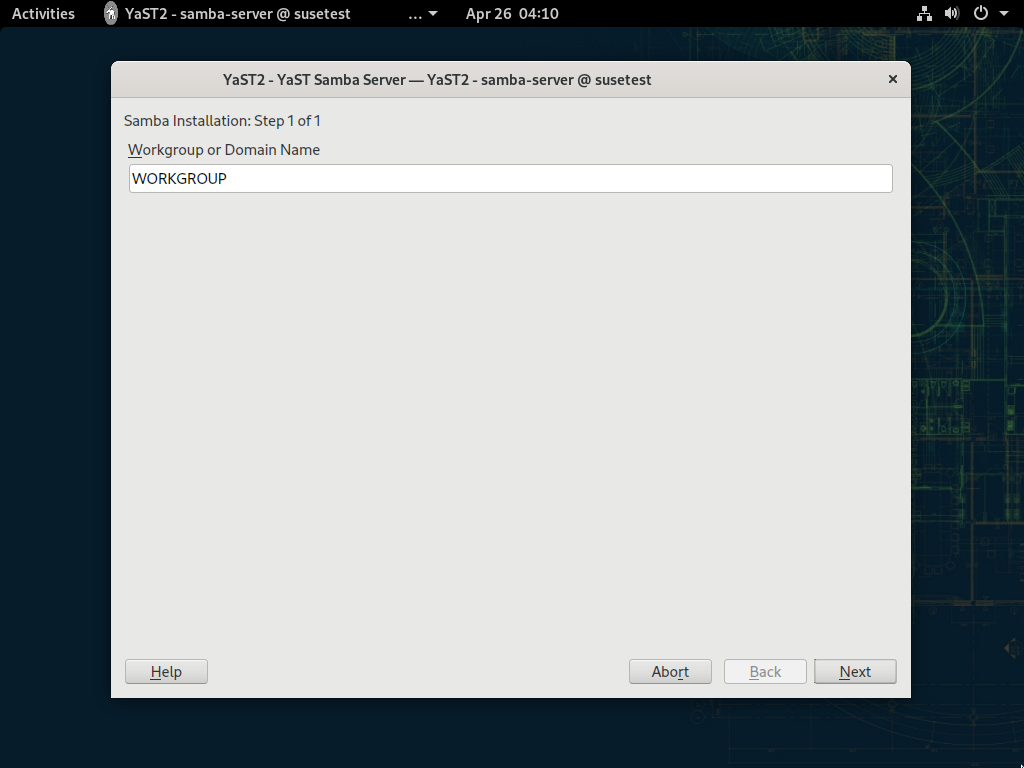 Activities YaST2 - samba-server @ susetest ... Apr 26 04:10
YaST2 - YaST Samba Server — YaST2 - samba-server @ susetest
Samba Installation: Step 1 of 1
Workgroup or Domain Name
WORKGROUP
Help Abort Back Next